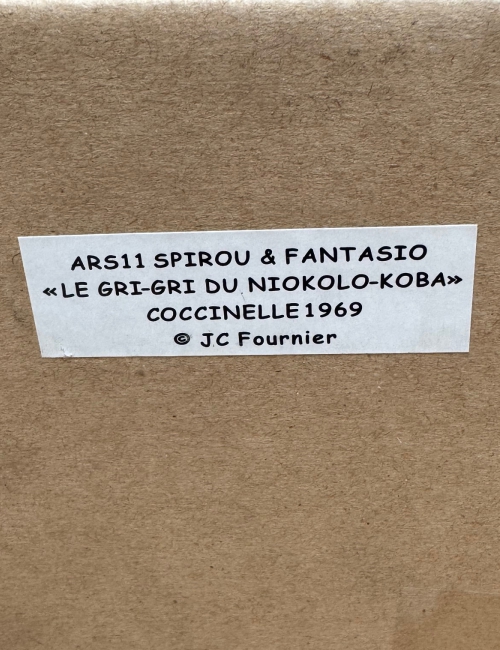 ARS11 SPIROU & FANTASIO
«LE GRI-GRI DU NIOKOLO-KOBA»
COCCINELLE 1969
© JC Fournier